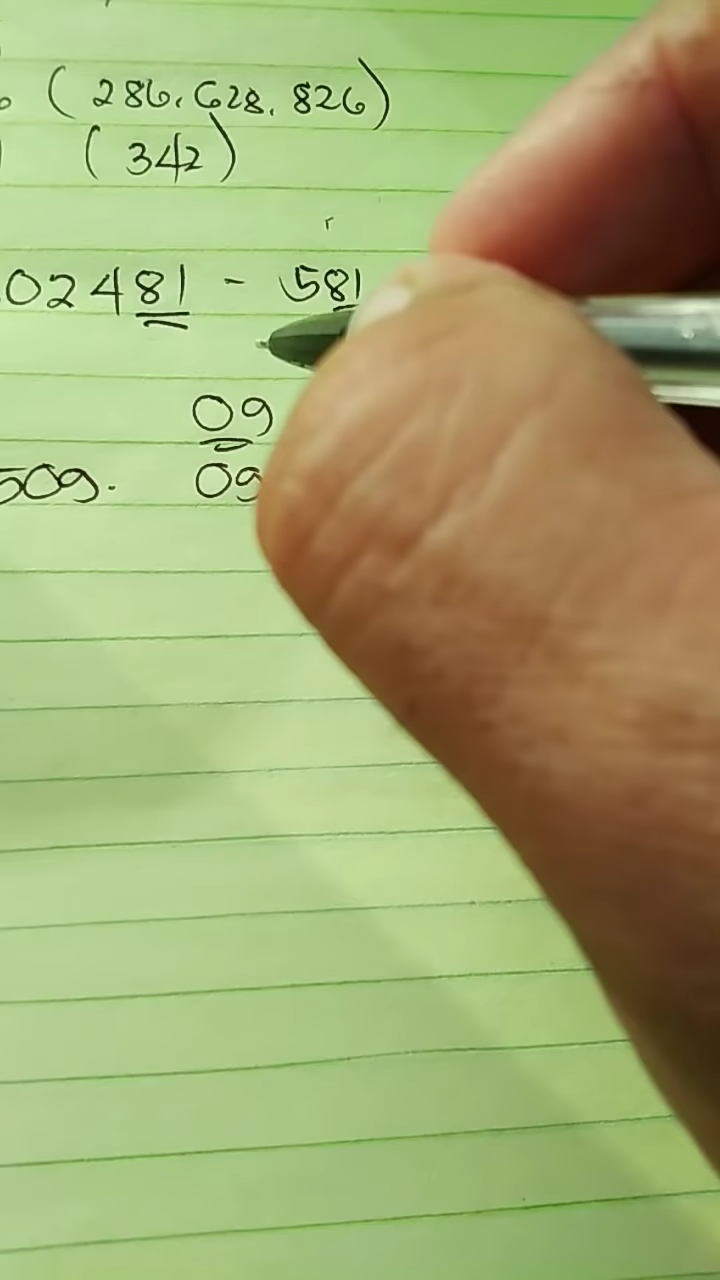 (286, 628, 826)
(342)
02481 - 581
09
509. 09